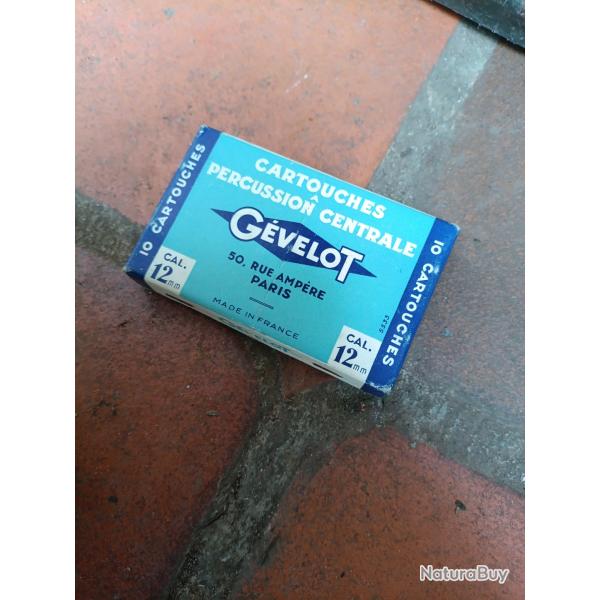 CARTOUCHES
A
PERCUSSION CENTRALE
GÉVELOT
50, RUE AMPÈRE
PARIS
MADE IN FRANCE
10 CARTOUCHES
CAL.
12mm
10 CARTOUCHES
CAL.
12mm
5533
NaturaBuy